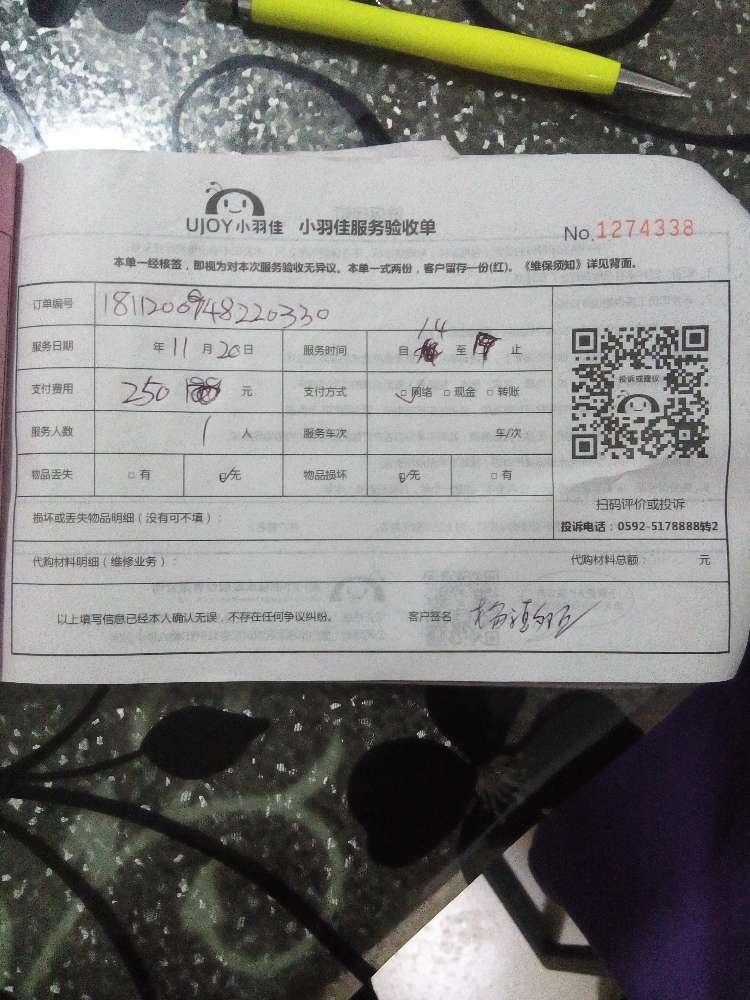 UJOY小羽佳 小羽佳服务验收单
No.1274338
本单一经核签，即视为对本次服务验收无异议。本单一式两份，客户留存一份(红)。《维保须知》详见背面。
订单编号 1811200948220330
服务日期 年 11 月 20 日 服务时间 自 14 至 止
支付费用 250 元 支付方式 网络 现金 转账
投诉或建议
服务人数 1 人 服务车次 车/次
物品丢失 有 无 物品损坏 无 有
扫码评价或投诉
损坏或丢失物品明细（没有可不填）：
投诉电话：0592-5178888转2
代购材料明细（维修业务）： 代购材料总额： 元
以上填写信息已经本人确认无误，不存在任何争议纠纷。 客户签名